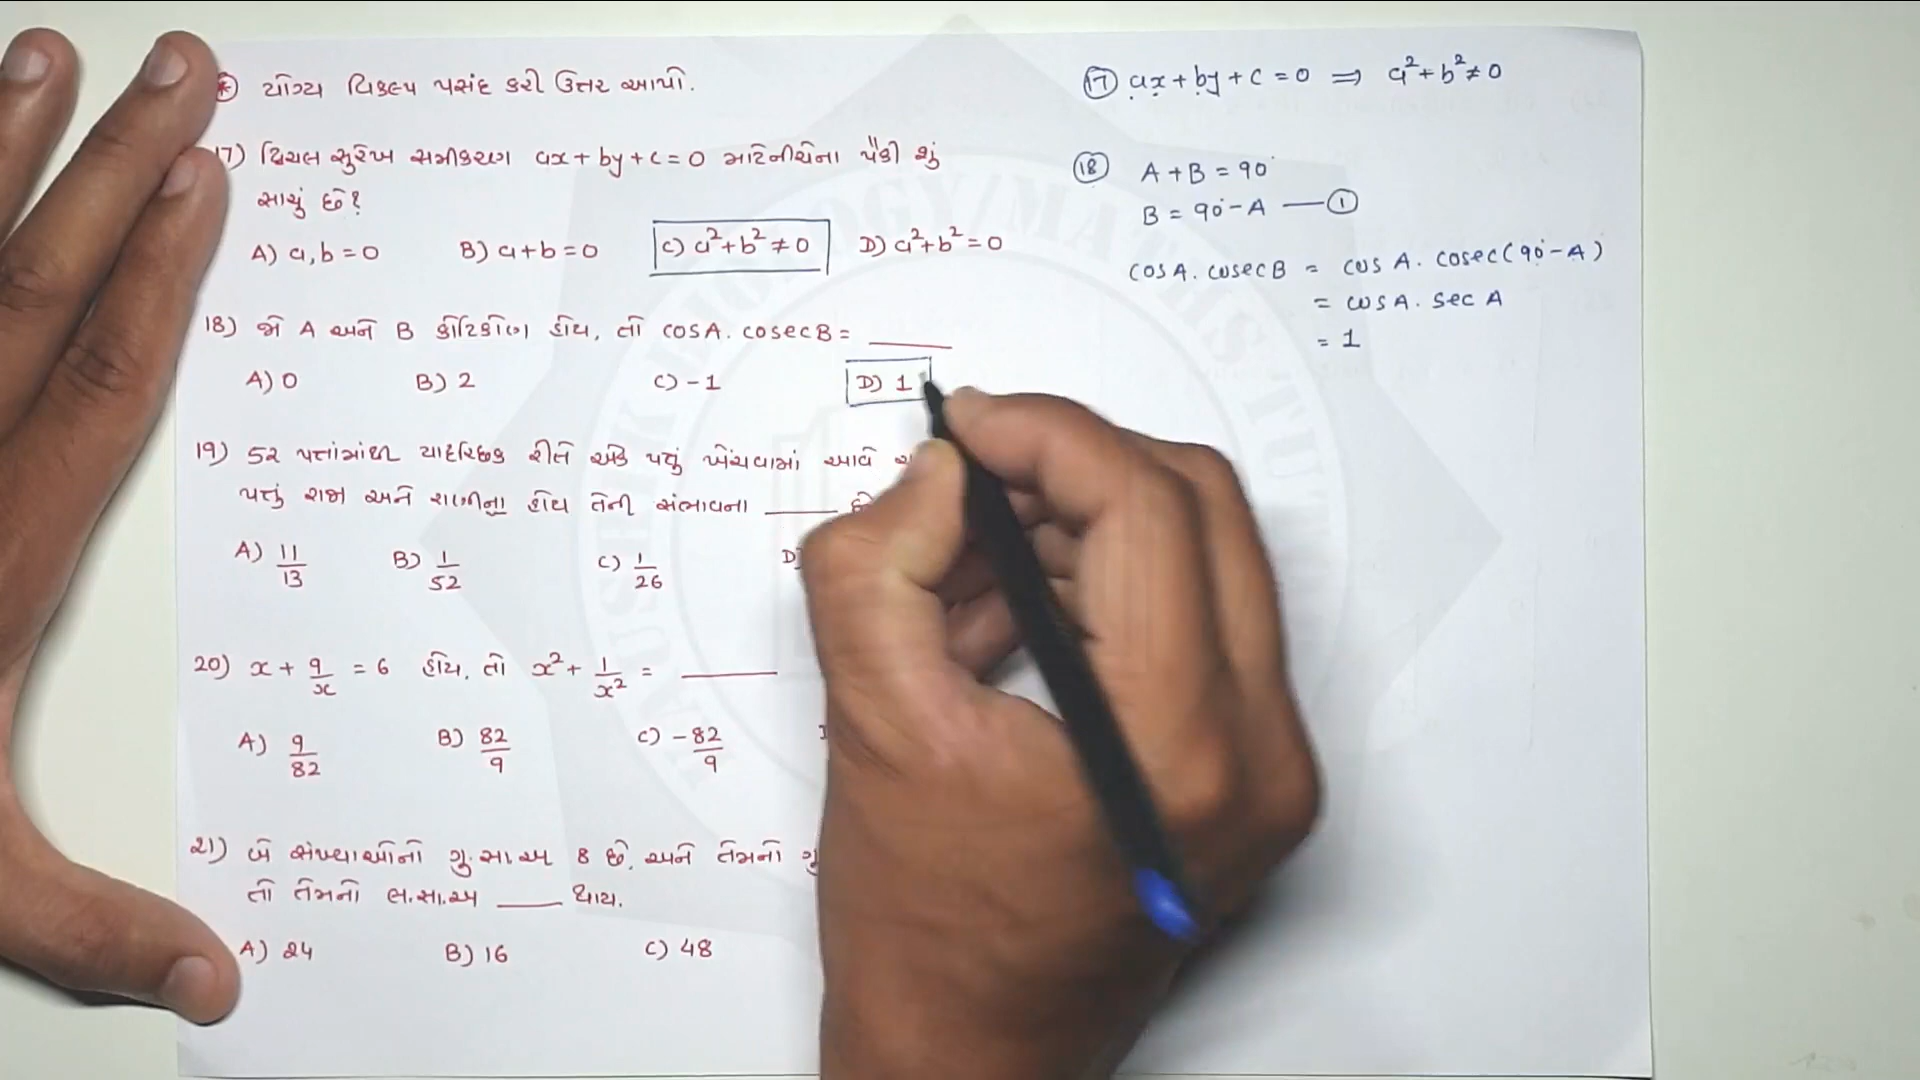 યોગ્ય વિકલ્પ પસંદ કરી ઉત્તર આપો.
17) દ્વિચલ સુરેખ સમીકરણ ax + by + c = 0 માટે નીચેના પૈકી શું
સાચું છે?
A) a, b = 0 B) a + b = 0 C) a² + b² ≠ 0 D) a² + b² = 0
18) જો A અને B કોટિકોણ હોય, તો cosA. cosecB = ____
A) 0 B) 2 C) -1 D) 1
19) 52 પત્તાંમાંથી યાદચ્છિક રીતે એક પત્તું ખેંચવામાં આવે
પત્તું રાજા અને રાણીના હોય તેની સંભાવના ____
A) 11/13 B) 1/52 C) 1/26 D)
20) x + 9/x = 6 હોય, તો x² + 1/x² = ____
A) 9/82 B) 82/9 C) -82/9
21) બે સંખ્યાઓનો ગુ.સા.અ 8 છે. અને તેમનો
તો તેમનો લ.સા.અ ____ થાય.
A) 24 B) 16 C) 48
17 ax + by + c = 0 ⇒ a² + b² ≠ 0
18 A + B = 90°
B = 90° - A — 1
cosA. cosecB = cos A. cosec(90° - A)
= cosA. sec A
= 1